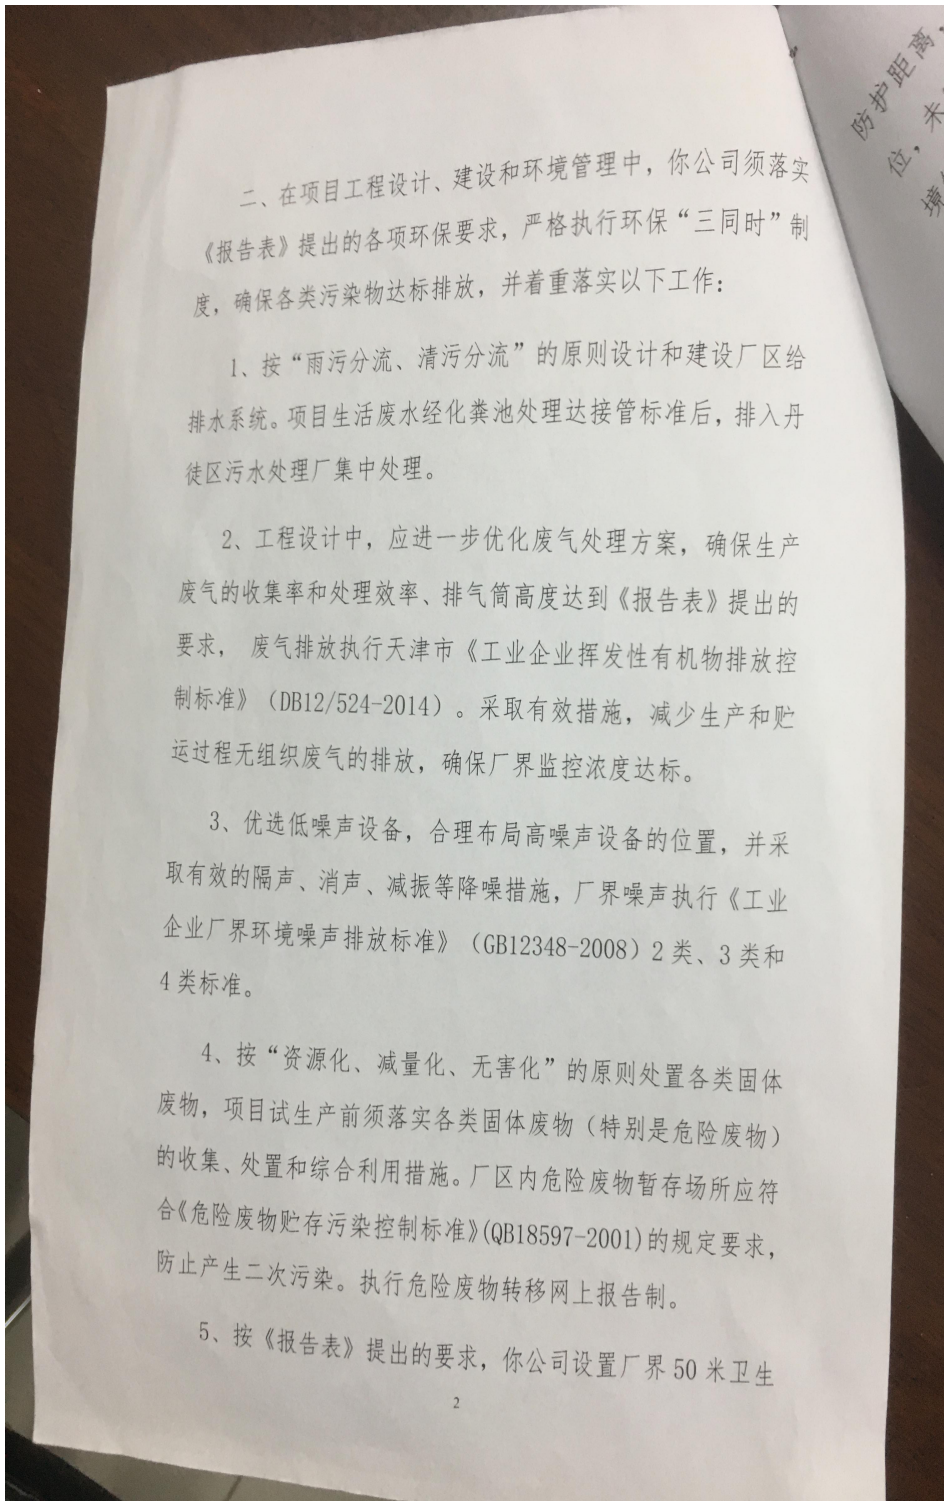 二、在项目工程设计、建设和环境管理中，你公司须落实
《报告表》提出的各项环保要求，严格执行环保“三同时”制
度，确保各类污染物达标排放，并着重落实以下工作：
1、按“雨污分流、清污分流”的原则设计和建设厂区给
排水系统。项目生活废水经化粪池处理达接管标准后，排入丹
徒区污水处理厂集中处理。
2、工程设计中，应进一步优化废气处理方案，确保生产
废气的收集率和处理效率、排气筒高度达到《报告表》提出的
要求， 废气排放执行天津市《工业企业挥发性有机物排放控
制标准》（DB12/524-2014）。采取有效措施，减少生产和贮
运过程无组织废气的排放，确保厂界监控浓度达标。
3、优选低噪声设备，合理布局高噪声设备的位置，并采
取有效的隔声、消声、减振等降噪措施，厂界噪声执行《工业
企业厂界环境噪声排放标准》（GB12348-2008）2类、3类和
4类标准。
4、按“资源化、减量化、无害化”的原则处置各类固体
废物，项目试生产前须落实各类固体废物（特别是危险废物）
的收集、处置和综合利用措施。厂区内危险废物暂存场所应符
合《危险废物贮存污染控制标准》(QB18597-2001)的规定要求，
防止产生二次污染。执行危险废物转移网上报告制。
5、按《报告表》提出的要求，你公司设置厂界50米卫生
2
防护距离，
位，未
境